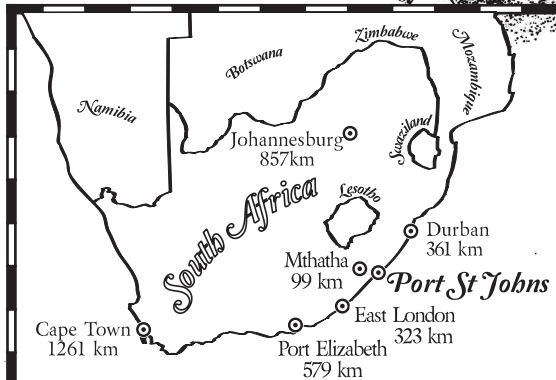 Zimbabwe
Mozambique
Botswana
Namibia
Swaziland
Johannesburg
857km
South Africa
Lesotho
Durban
361 km
Mthatha
99 km
Port St Johns
East London
323 km
Cape Town
1261 km
Port Elizabeth
579 km